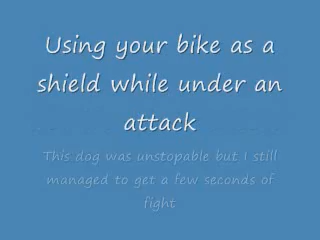 Using your bike as a
shield while under an
attack
This dog was unstopable but I still
managed to get a few seconds of
fight